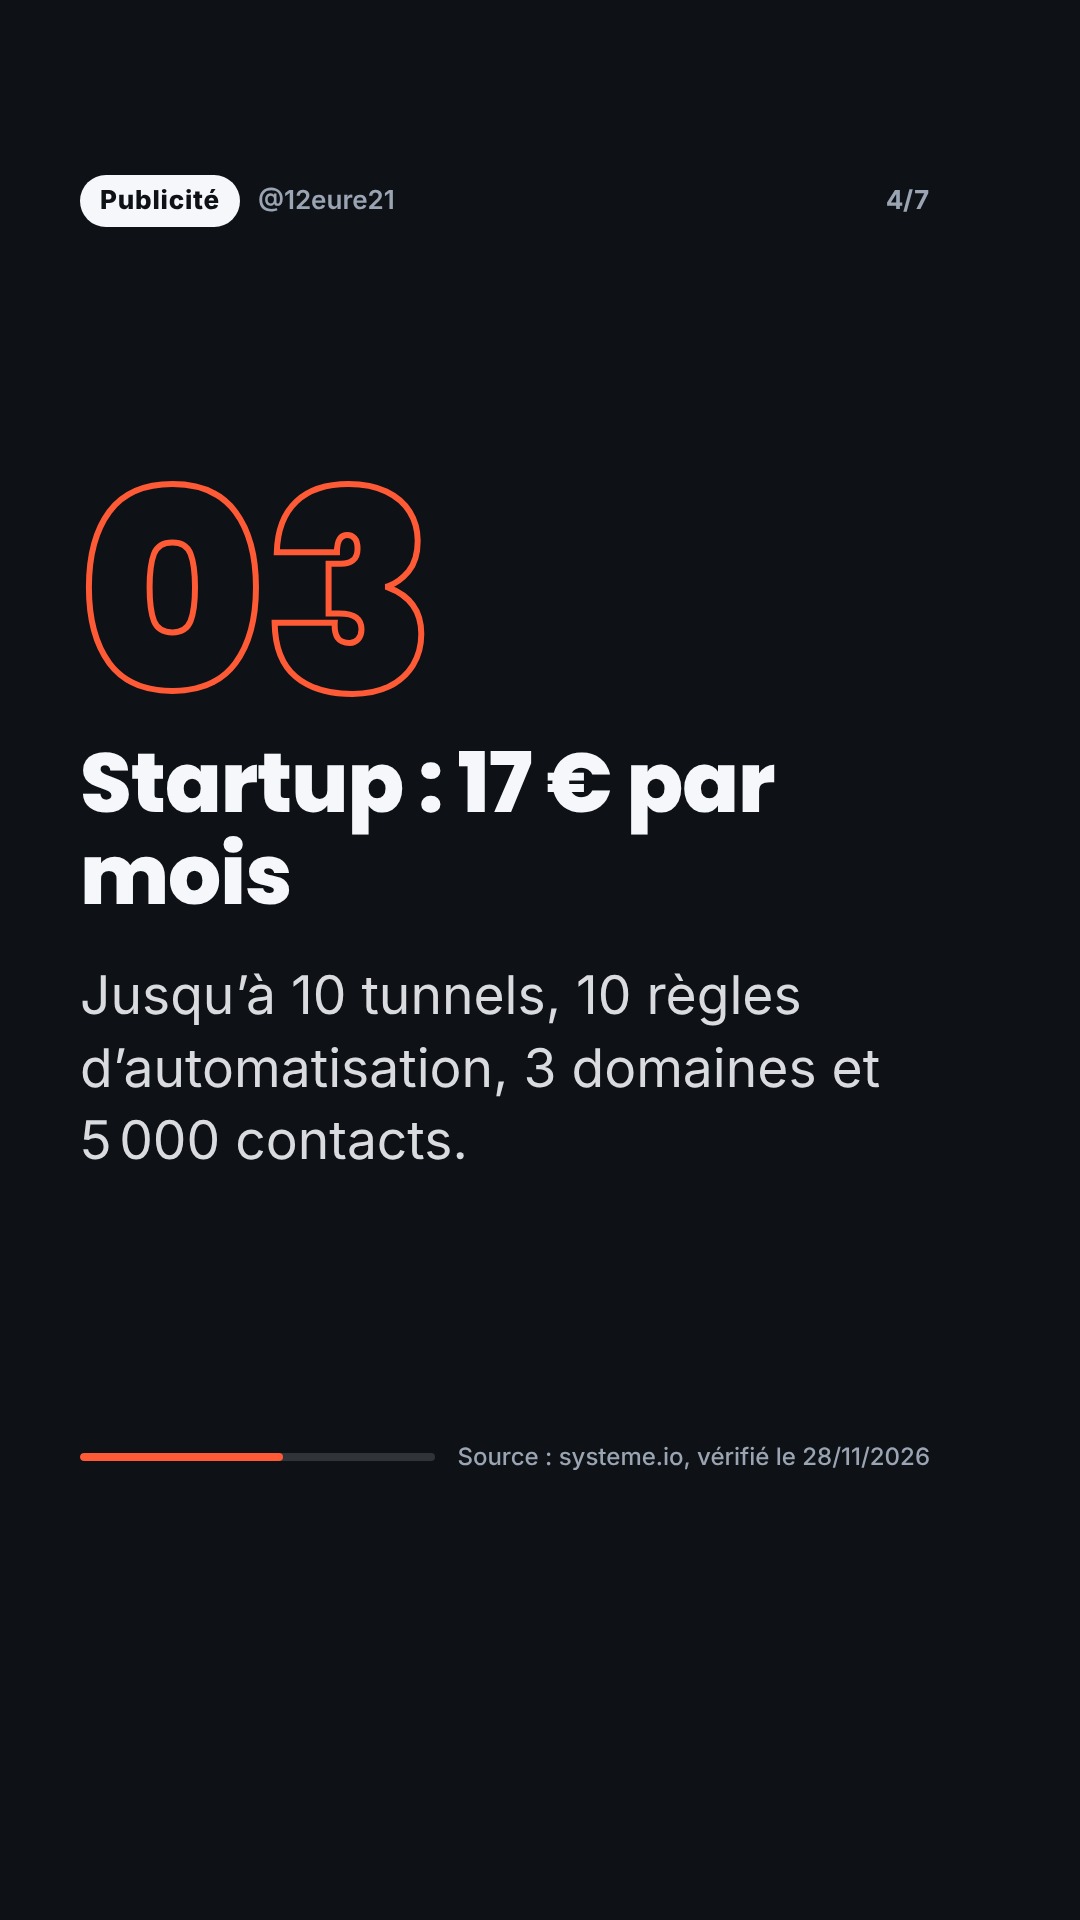 Publicité @12eure21 4/7
03
Startup : 17 € par
mois
Jusqu’à 10 tunnels, 10 règles
d’automatisation, 3 domaines et
5 000 contacts.
Source : systeme.io, vérifié le 28/11/2026